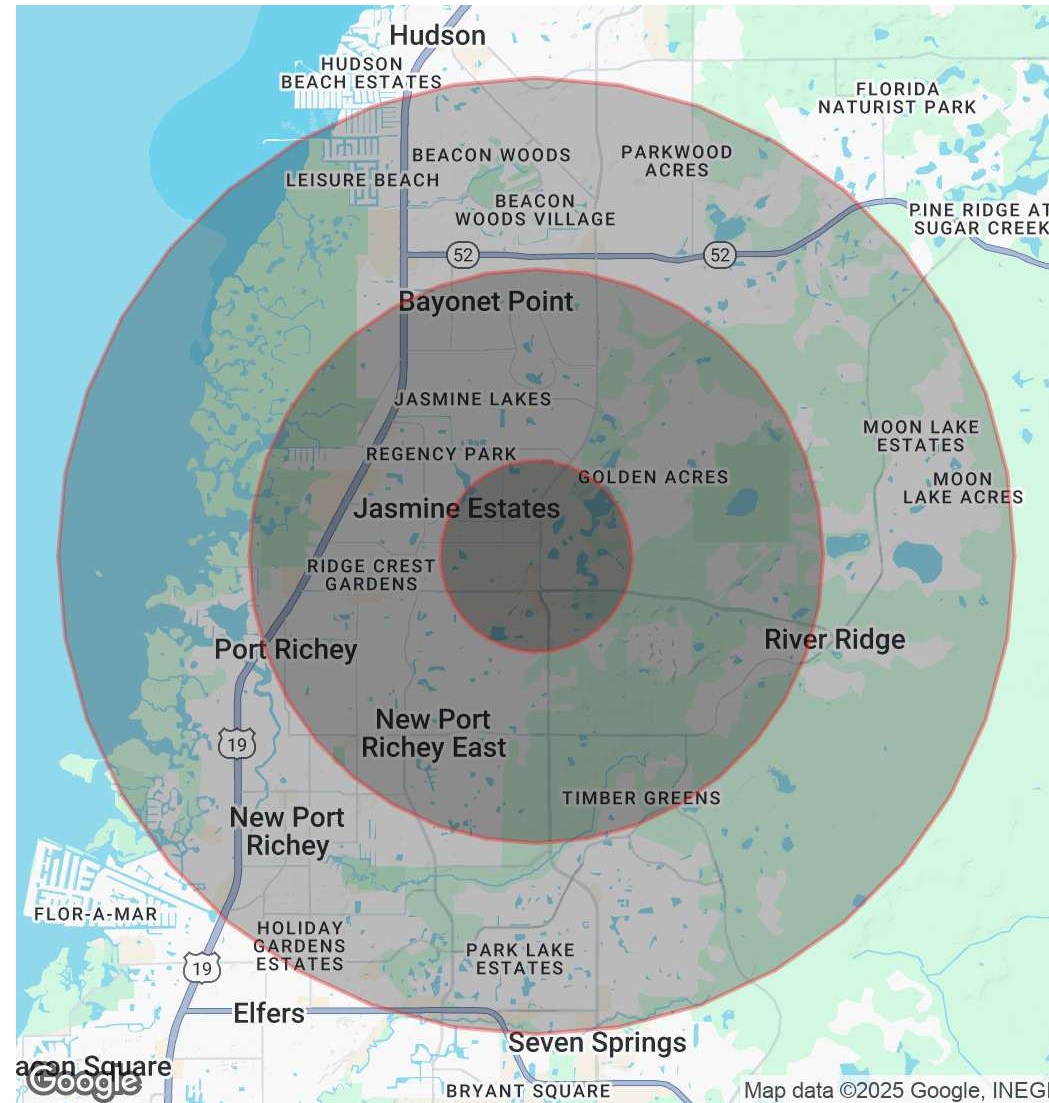 Hudson
HUDSON
BEACH ESTATES
FLORIDA
NATURIST PARK
BEACON WOODS
PARKWOOD
ACRES
LEISURE BEACH
BEACON
WOODS VILLAGE
PINE RIDGE AT
SUGAR CREEK
52
52
Bayonet Point
JASMINE LAKES
MOON LAKE
ESTATES
REGENCY PARK
GOLDEN ACRES
MOON
LAKE ACRES
Jasmine Estates
RIDGE CREST
GARDENS
Port Richey
River Ridge
New Port
Richey East
19
TIMBER GREENS
New Port
Richey
FLOR-A-MAR
HOLIDAY
GARDENS
ESTATES
PARK LAKE
ESTATES
19
Elfers
Seven Springs
acon Square
Google
BRYANT SQUARE
Map data ©2025 Google, INEGI